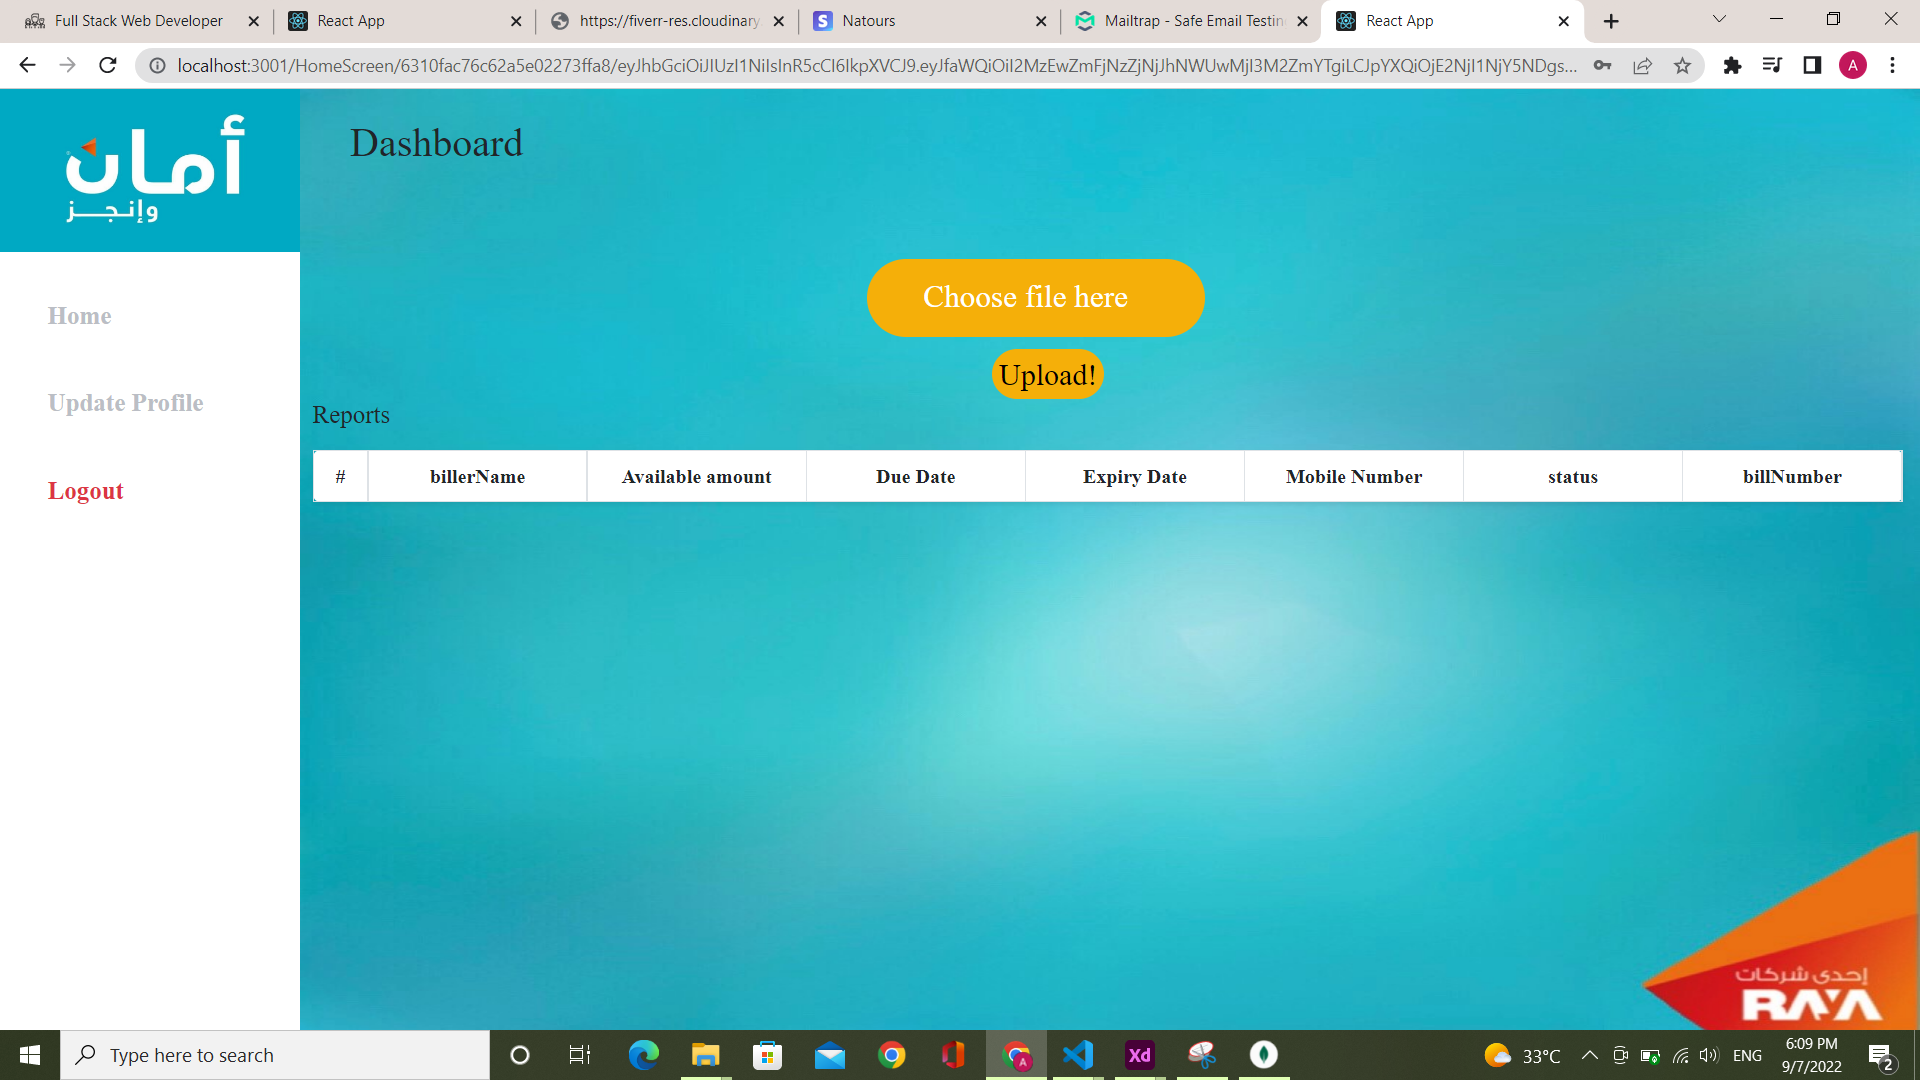 Full Stack Web Developer
React App
https://fiverr-res.cloudinary.
Natours
Mailtrap - Safe Email Testin
React App
localhost:3001/HomeScreen/6310fac76c62a5e02273ffa8/eyJhbGciOiJIUzI1NiIsInR5cCI6IkpXVCJ9.eyJfaWQiOiI2MzEwZmFjNzZjNjJhNWUwMjI3M2ZmYTgiLCJpYXQiOjE2NjI1NjY5NDgs...
A
أمان
وإنجز
Dashboard
Choose file here
Upload!
Home
Update Profile
Logout
Reports
# billerName Available amount Due Date Expiry Date Mobile Number status billNumber
إحدى شركات
RAYA
Type here to search
Xd
A
33°C
ENG
6:09 PM
9/7/2022
2